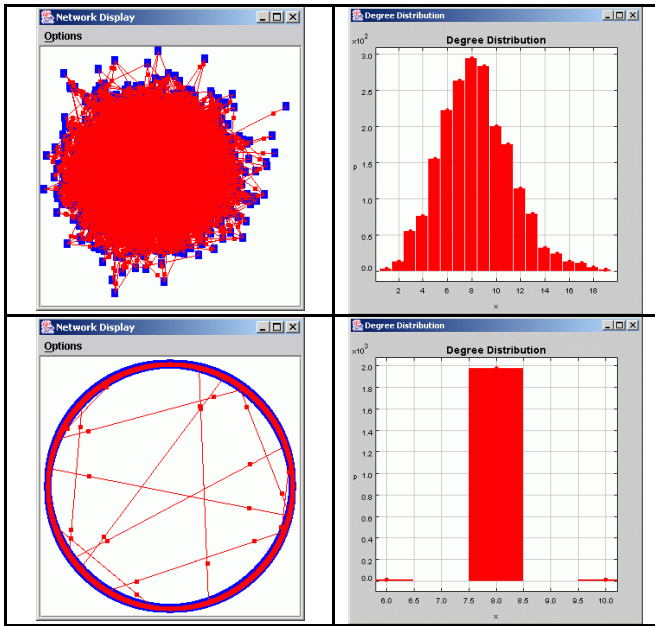 Network Display
Options
Degree Distribution
Degree Distribution
×10²
3.0
2.5
2.0
p 1.5
1.0
0.5
0.0
2 4 6 8 10 12 14 16 18
x
Network Display
Options
Degree Distribution
Degree Distribution
×10³
2.0
1.8
1.6
1.4
1.2
p 1.0
0.8
0.6
0.4
0.2
0.0
6.0 6.5 7.0 7.5 8.0 8.5 9.0 9.5 10.0
x